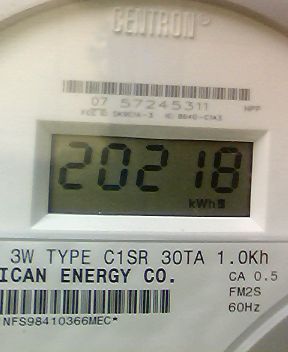 CENTRON®
07 57245311
20218
kWh
3W TYPE C1SR 30TA 1.0Kh
ICAN ENERGY CO.
CA 0.5
FM2S
60Hz
NFS98410366MEC*